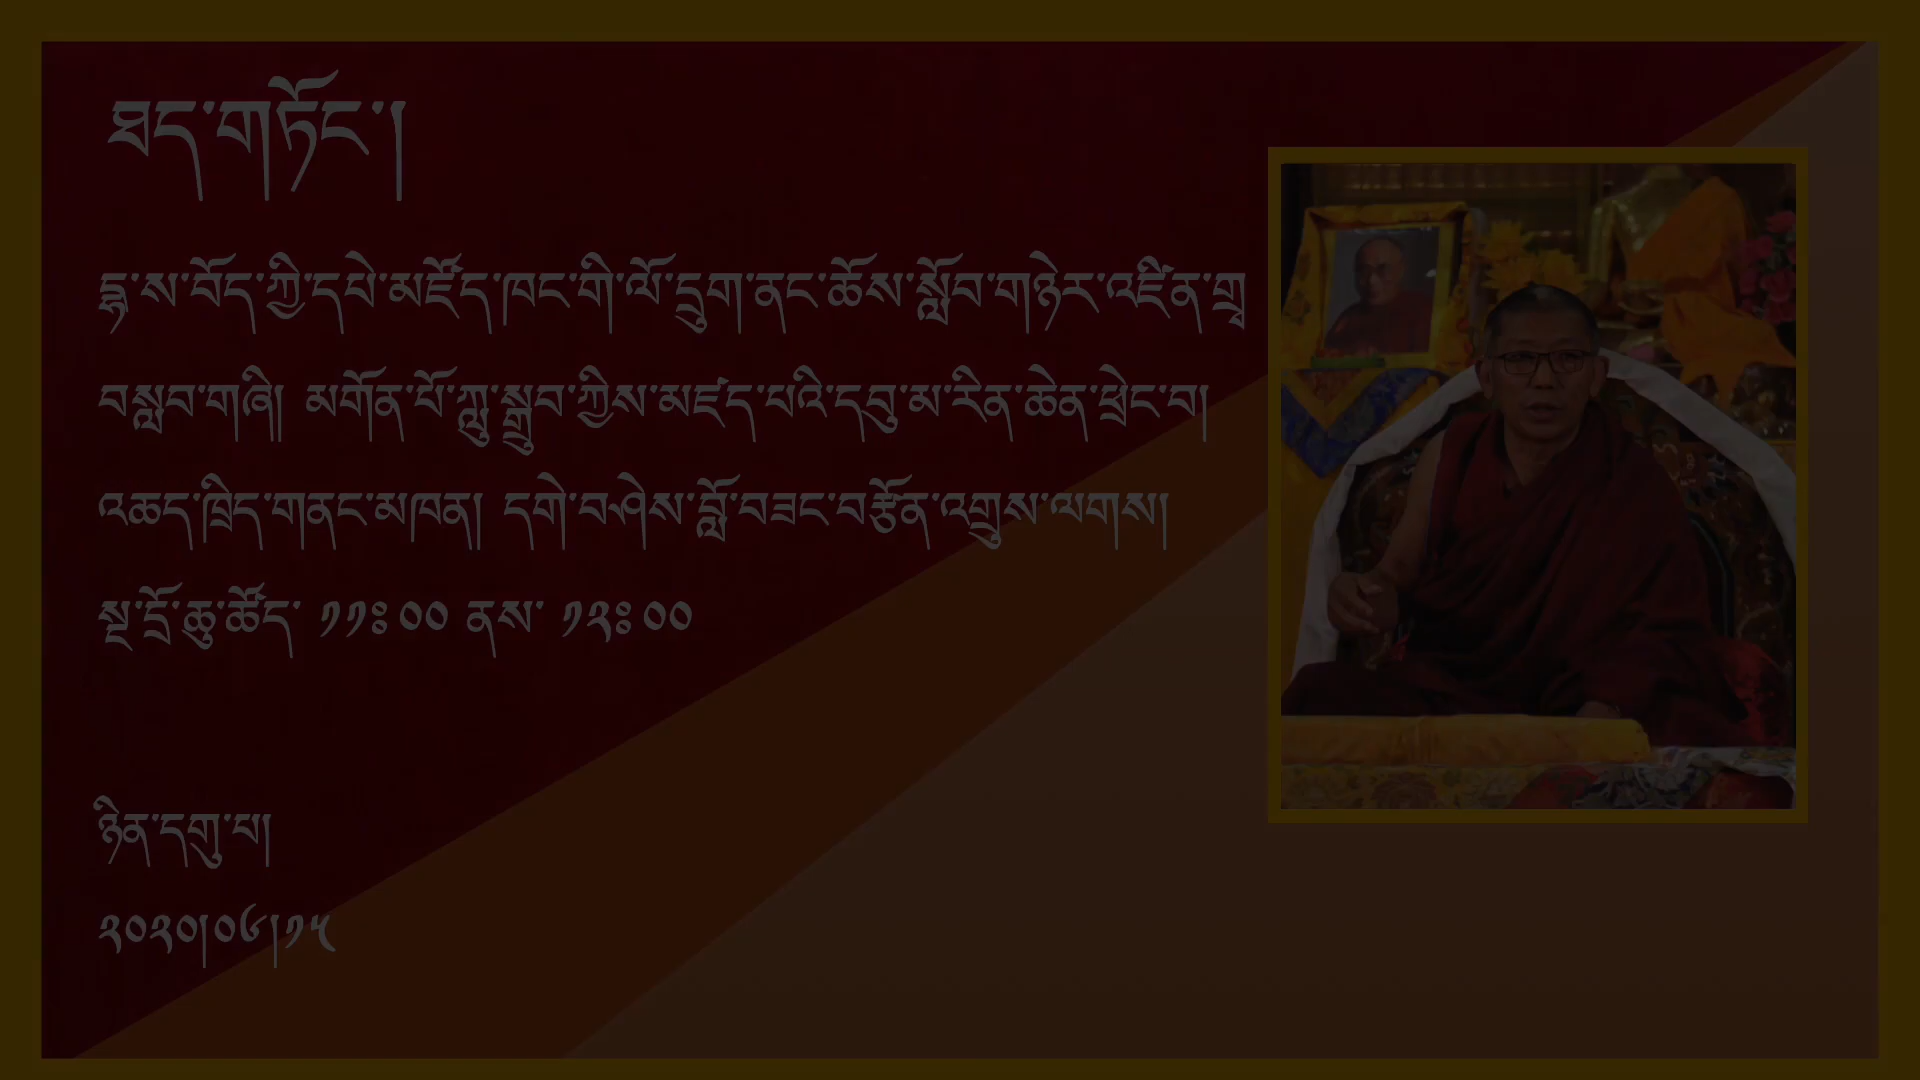 ཐད་གཏོང་།
རྡ་ས་བོད་ཀྱི་དཔེ་མཛོད་ཁང་གི་ལོ་དྲུག་ནང་ཆོས་སློབ་གཉེར་འཛིན་གྲྭ
བསླབ་གཞི། མགོན་པོ་ཀླུ་སྒྲུབ་ཀྱིས་མཛད་པའི་དབུ་མ་རིན་ཆེན་ཕྲེང་བ།
འཆད་ཁྲིད་གནང་མཁན། དགེ་བཤེས་བློ་བཟང་བརྩོན་འགྲུས་ལགས།
སྔ་དྲོ་ཆུ་ཚོད་ ༡༡ཿ༠༠ ནས་ ༡༢ཿ༠༠
ཉིན་དགུ་པ།
༢༠༢༠།༠༦།༡༥